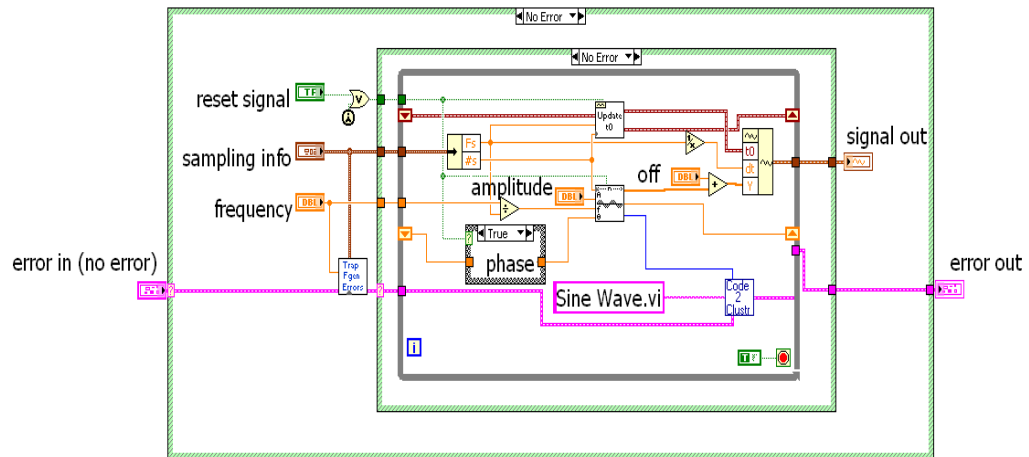 No Error
No Error
reset signal
TF
V
Update
t0
sampling info
Fs
#s
1/x
t0
dt
Y
signal out
amplitude
DBL
off
DBL
+
frequency
DBL
÷
A
f
θ
?
True
phase
error in (no error)
?
Trap
Fgen
Errors
?
Sine Wave.vi
Code
2
Clustr
error out
i
T